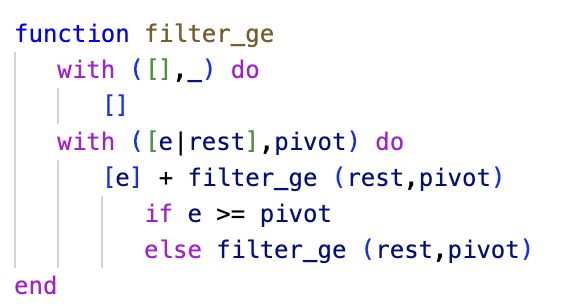 function filter_ge
with ([],_) do
[]
with ([e|rest],pivot) do
[e] + filter_ge (rest,pivot)
if e >= pivot
else filter_ge (rest,pivot)
end